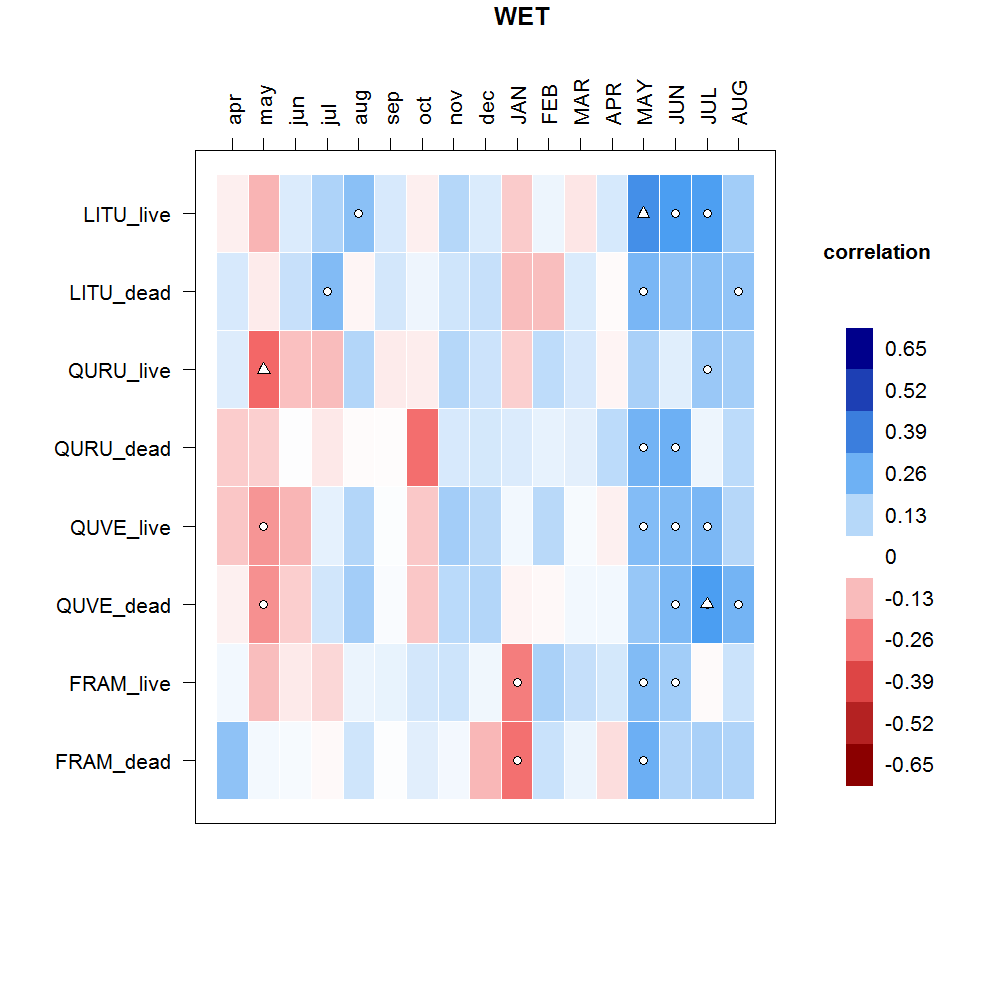 WET
apr may jun jul aug sep oct nov dec JAN FEB MAR APR MAY JUN JUL AUG
LITU_live
LITU_dead
QURU_live
QURU_dead
QUVE_live
QUVE_dead
FRAM_live
FRAM_dead
correlation
0.65
0.52
0.39
0.26
0.13
0
-0.13
-0.26
-0.39
-0.52
-0.65